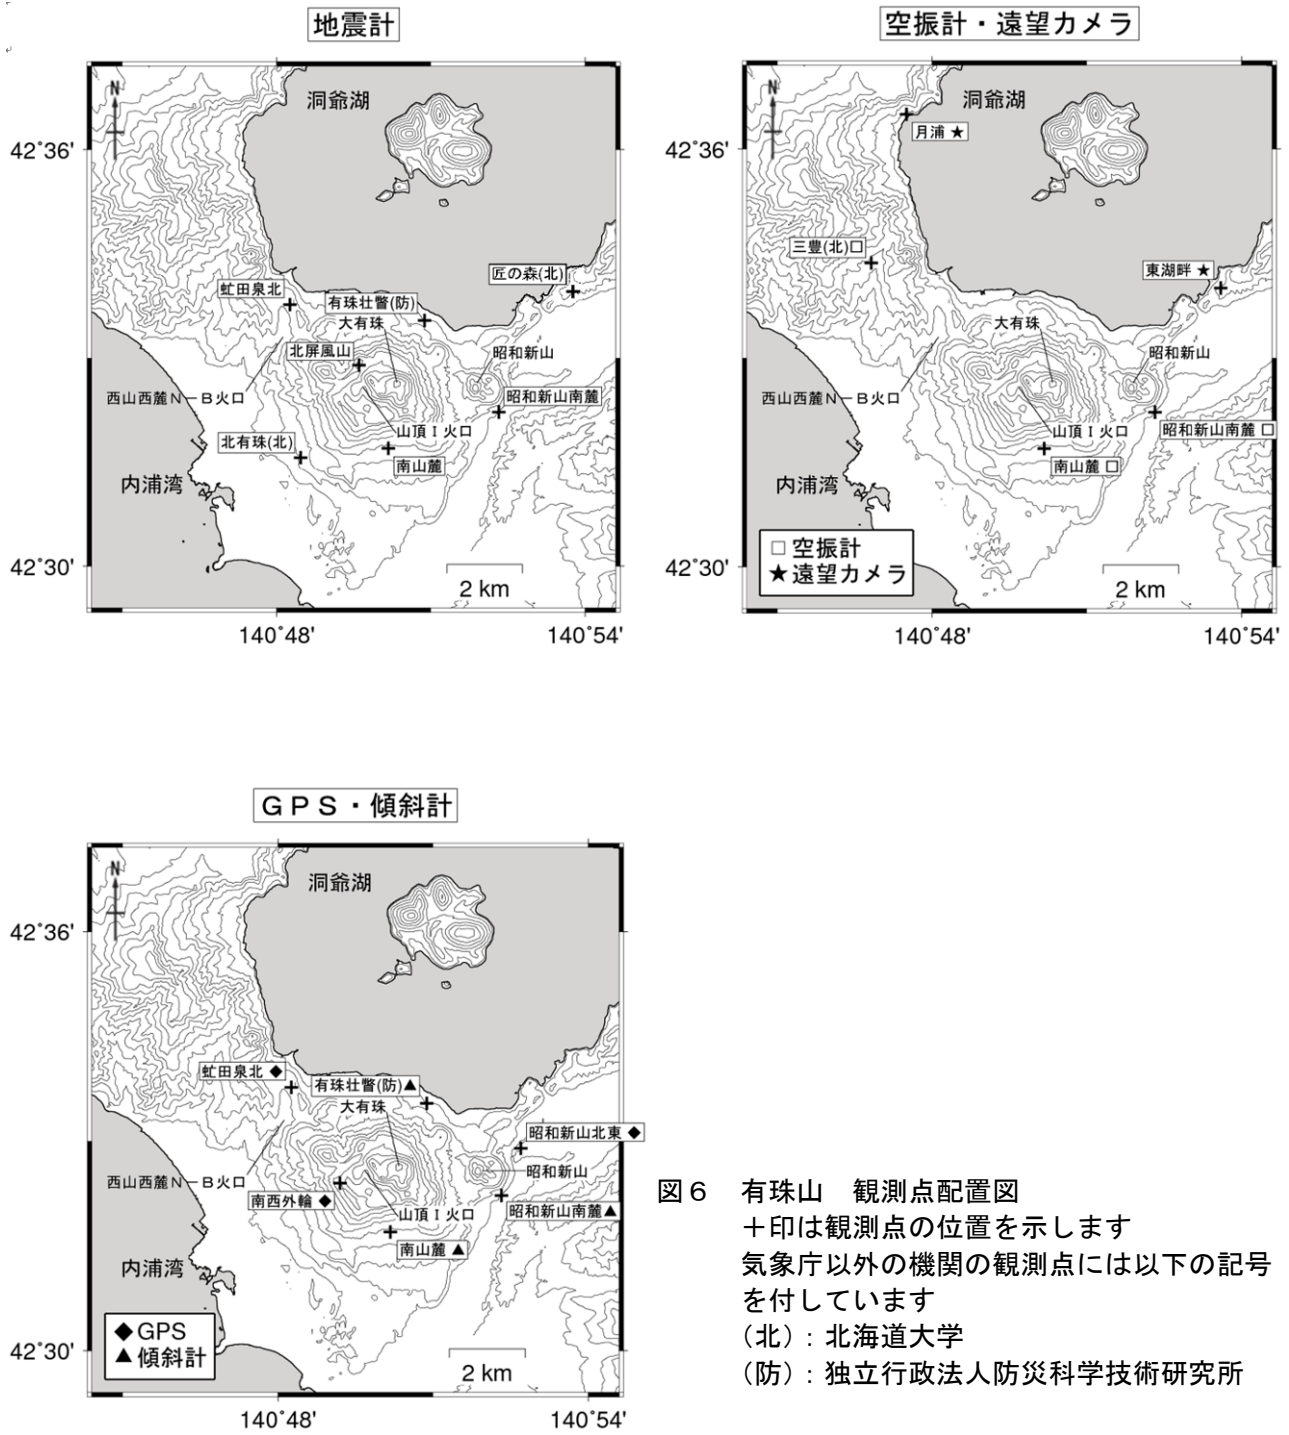 地震計
N
洞爺湖
42˚36'
匠の森(北)
虻田泉北
有珠壮瞥(防)
大有珠
北屏風山
昭和新山
西山西麓N－B火口
昭和新山南麓
山頂Ⅰ火口
北有珠(北)
南山麓
内浦湾
42˚30'
2 km
140˚48'
140˚54'
空振計・遠望カメラ
N
洞爺湖
月浦 ★
42˚36'
三豊(北)□
東湖畔 ★
大有珠
昭和新山
西山西麓N－B火口
山頂Ⅰ火口
昭和新山南麓 □
南山麓 □
内浦湾
□ 空振計
★遠望カメラ
42˚30'
2 km
140˚48'
140˚54'
ＧＰＳ・傾斜計
N
洞爺湖
42˚36'
虻田泉北 ◆
有珠壮瞥(防)▲
大有珠
昭和新山北東 ◆
昭和新山
西山西麓N－B火口
南西外輪 ◆
昭和新山南麓▲
山頂Ⅰ火口
南山麓 ▲
内浦湾
◆GPS
▲傾斜計
42˚30'
2 km
140˚48'
140˚54'
図６　有珠山　観測点配置図
＋印は観測点の位置を示します
気象庁以外の機関の観測点には以下の記号
を付しています
（北）：北海道大学
（防）：独立行政法人防災科学技術研究所